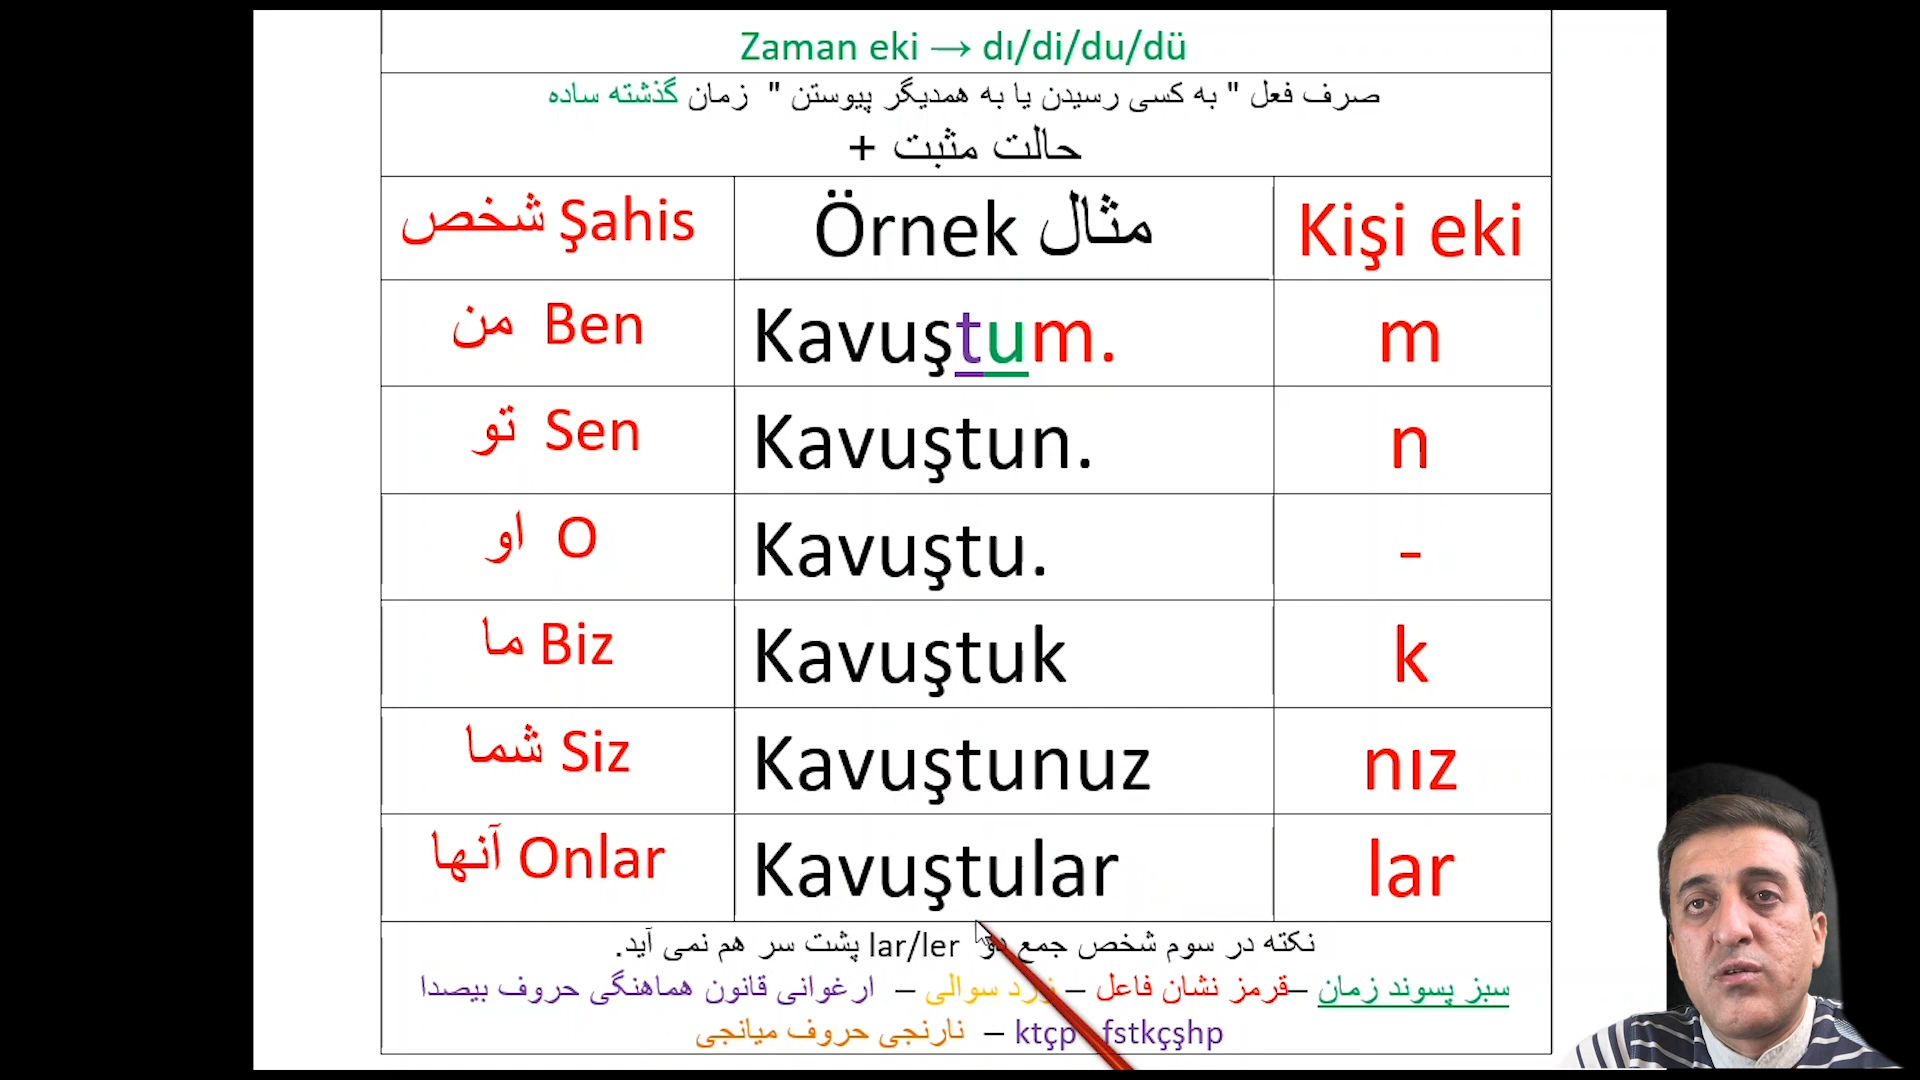 Zaman eki → dı/di/du/dü
صرف فعل " به کسی رسیدن یا به همدیگر پیوستن " زمان گذشته ساده
حالت مثبت +
شخص Şahis
Örnek مثال
Kişi eki
من Ben
Kavuştum.
m
تو Sen
Kavuştun.
n
او O
Kavuştu.
-
ما Biz
Kavuştuk
k
شما Siz
Kavuştunuz
nız
آنها Onlar
Kavuştular
lar
نکته در سوم شخص جمع دو lar/ler پشت سر هم نمی آید.
سبز پسوند زمان –قرمز نشان فاعل – زرد سوالی – ارغوانی قانون هماهنگی حروف بیصدا
fstkçşhp ktçp – نارنجی حروف میانجی